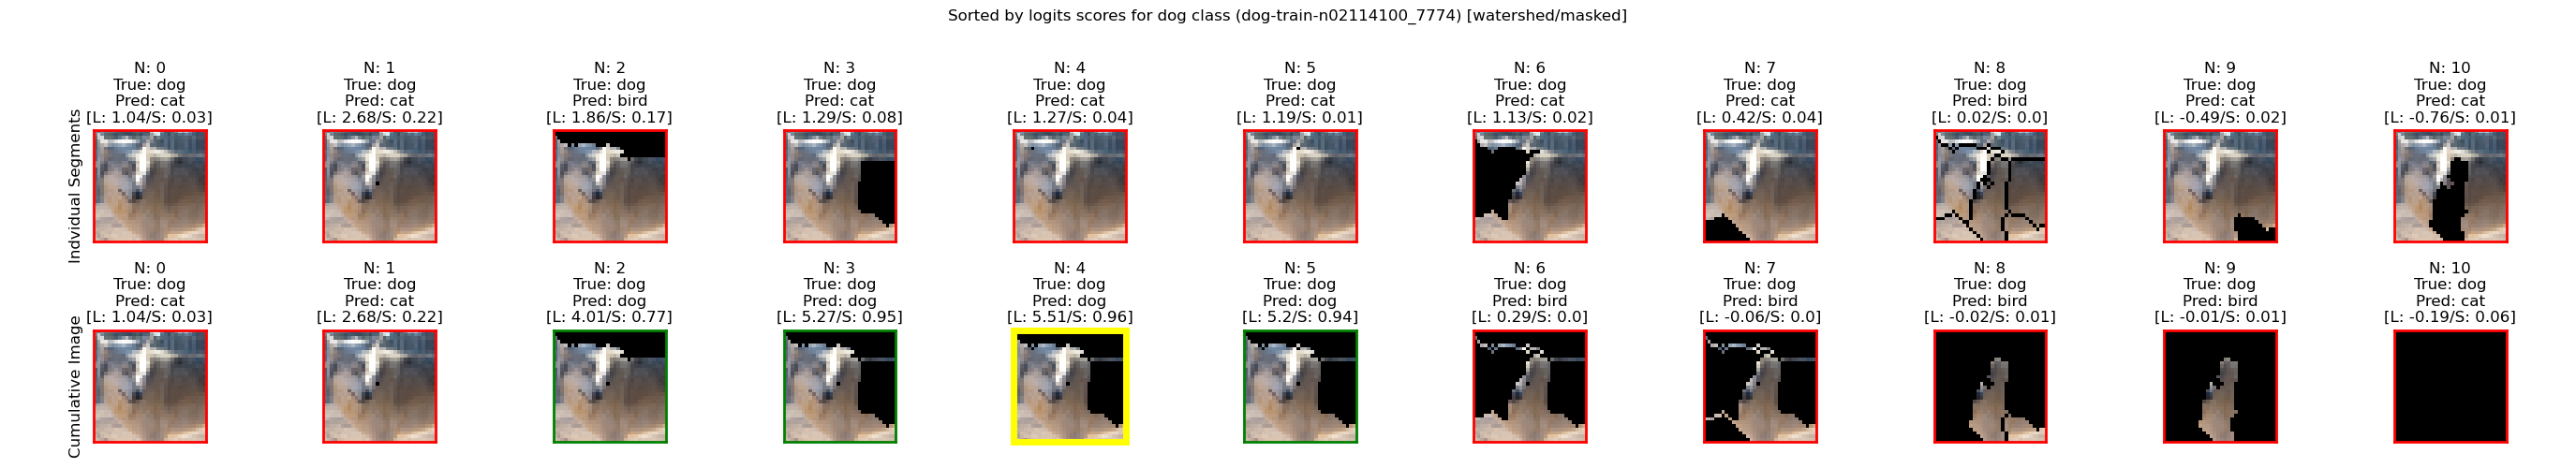 Sorted by logits scores for dog class (dog-train-n02114100_7774) [watershed/masked]
Indvidual Segments
N: 0
True: dog
Pred: cat
[L: 1.04/S: 0.03]
N: 1
True: dog
Pred: cat
[L: 2.68/S: 0.22]
N: 2
True: dog
Pred: bird
[L: 1.86/S: 0.17]
N: 3
True: dog
Pred: cat
[L: 1.29/S: 0.08]
N: 4
True: dog
Pred: cat
[L: 1.27/S: 0.04]
N: 5
True: dog
Pred: cat
[L: 1.19/S: 0.01]
N: 6
True: dog
Pred: cat
[L: 1.13/S: 0.02]
N: 7
True: dog
Pred: cat
[L: 0.42/S: 0.04]
N: 8
True: dog
Pred: bird
[L: 0.02/S: 0.0]
N: 9
True: dog
Pred: cat
[L: -0.49/S: 0.02]
N: 10
True: dog
Pred: cat
[L: -0.76/S: 0.01]
Cumulative Image
N: 0
True: dog
Pred: cat
[L: 1.04/S: 0.03]
N: 1
True: dog
Pred: cat
[L: 2.68/S: 0.22]
N: 2
True: dog
Pred: dog
[L: 4.01/S: 0.77]
N: 3
True: dog
Pred: dog
[L: 5.27/S: 0.95]
N: 4
True: dog
Pred: dog
[L: 5.51/S: 0.96]
N: 5
True: dog
Pred: dog
[L: 5.2/S: 0.94]
N: 6
True: dog
Pred: bird
[L: 0.29/S: 0.0]
N: 7
True: dog
Pred: bird
[L: -0.06/S: 0.0]
N: 8
True: dog
Pred: bird
[L: -0.02/S: 0.01]
N: 9
True: dog
Pred: bird
[L: -0.01/S: 0.01]
N: 10
True: dog
Pred: cat
[L: -0.19/S: 0.06]